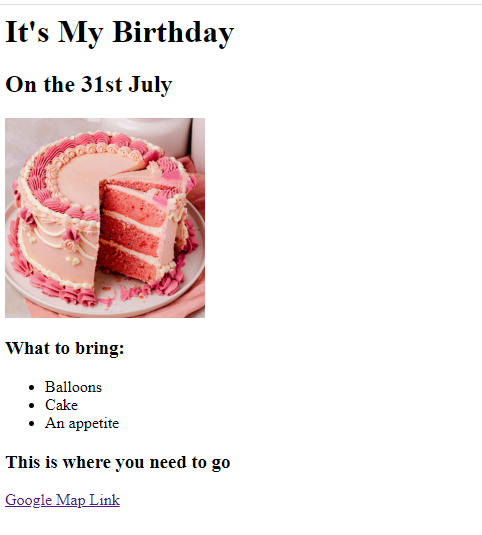 It's My Birthday
On the 31st July
What to bring:
Balloons
Cake
An appetite
This is where you need to go
Google Map Link